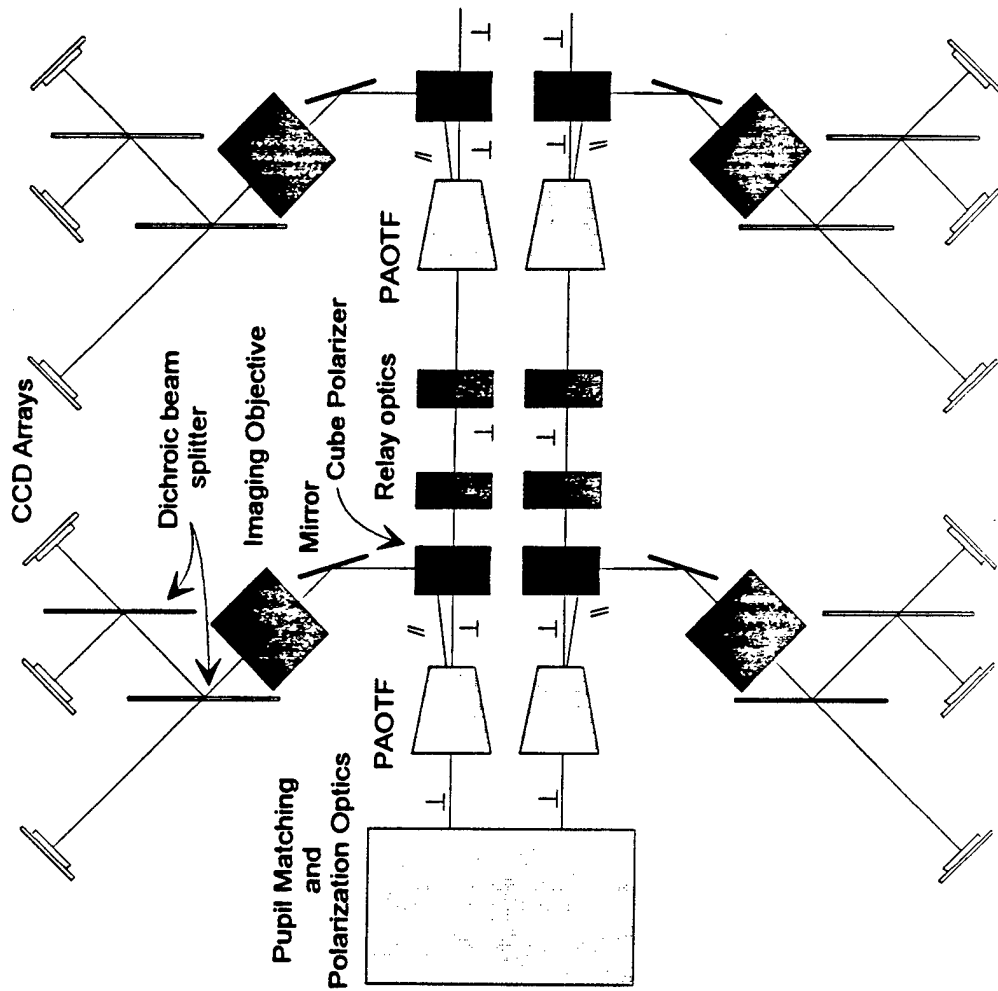 CCD Arrays
Dichroic beam
splitter
Imaging Objective
Mirror
Cube Polarizer
Relay optics
PAOTF
PAOTF
Pupil Matching
and
Polarization Optics
//
⊥
//
⊥
⊥
⊥
⊥
//
⊥
//
⊥
⊥
⊥
⊥